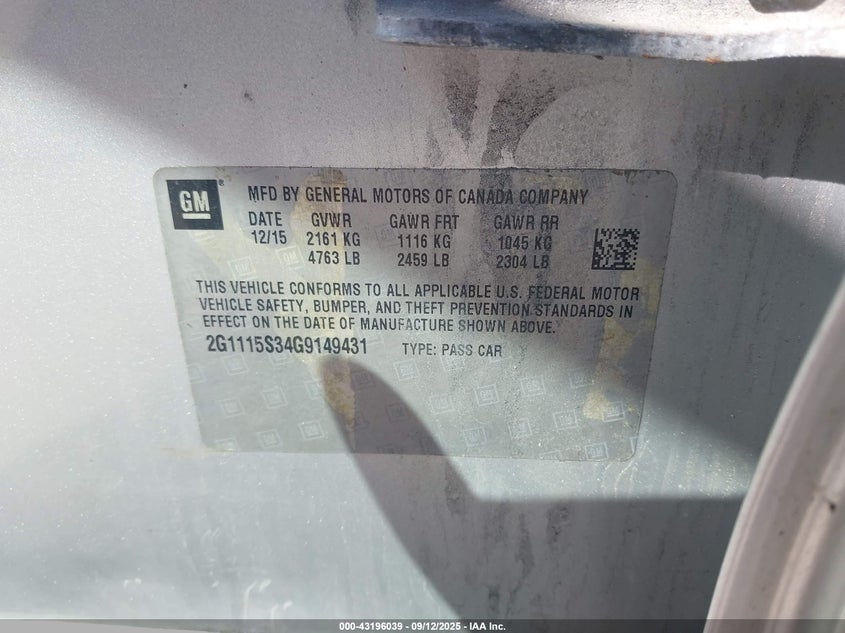 GM ® MFD BY GENERAL MOTORS OF CANADA COMPANY
DATE GVWR GAWR FRT GAWR RR
12/15 2161 KG 1116 KG 1045 KG
4763 LB 2459 LB 2304 LB
THIS VEHICLE CONFORMS TO ALL APPLICABLE U.S. FEDERAL MOTOR
VEHICLE SAFETY, BUMPER, AND THEFT PREVENTION STANDARDS IN
EFFECT ON THE DATE OF MANUFACTURE SHOWN ABOVE.
2G1115S34G9149431 TYPE: PASS CAR
000-43196039 - 09/12/2025 - IAA Inc.